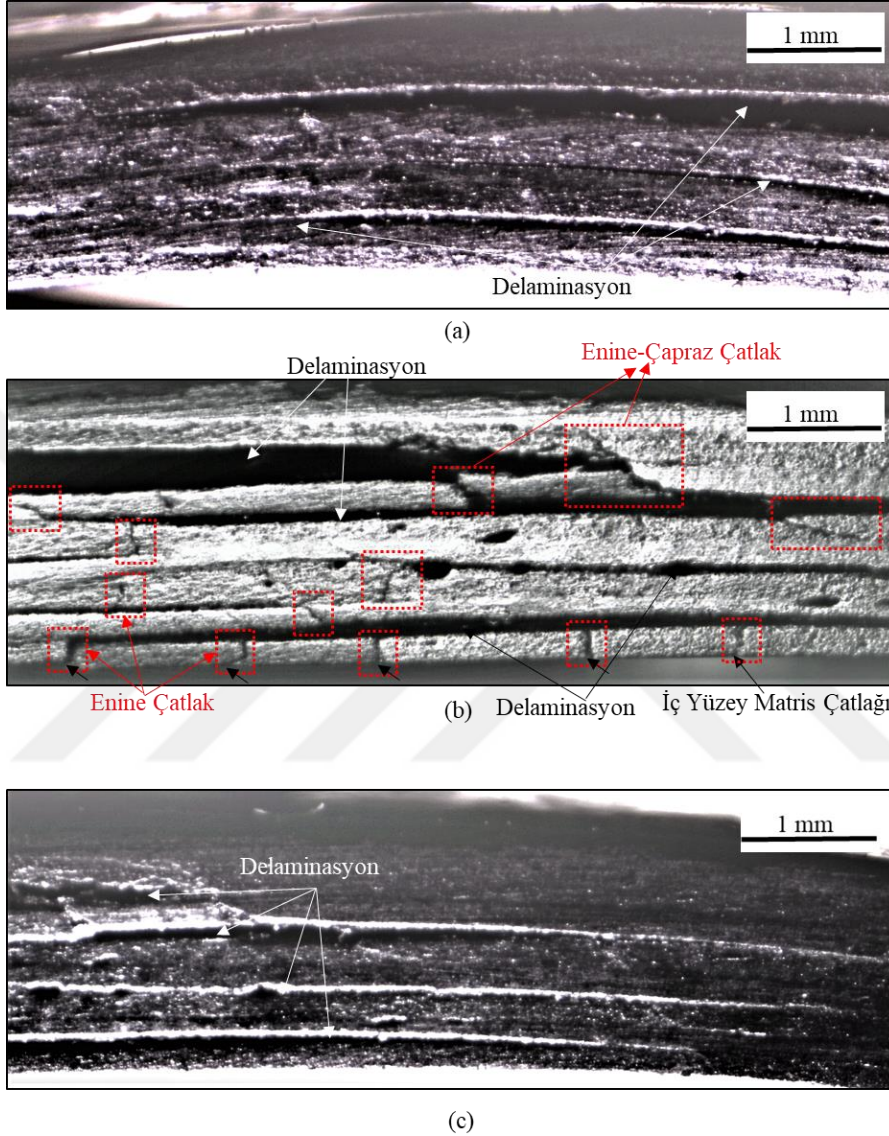 1 mm
Delaminasyon
(a)
Delaminasyon
Enine-Çapraz Çatlak
1 mm
Enine Çatlak
(b)
Delaminasyon
İç Yüzey Matris Çatlağı
1 mm
Delaminasyon
(c)